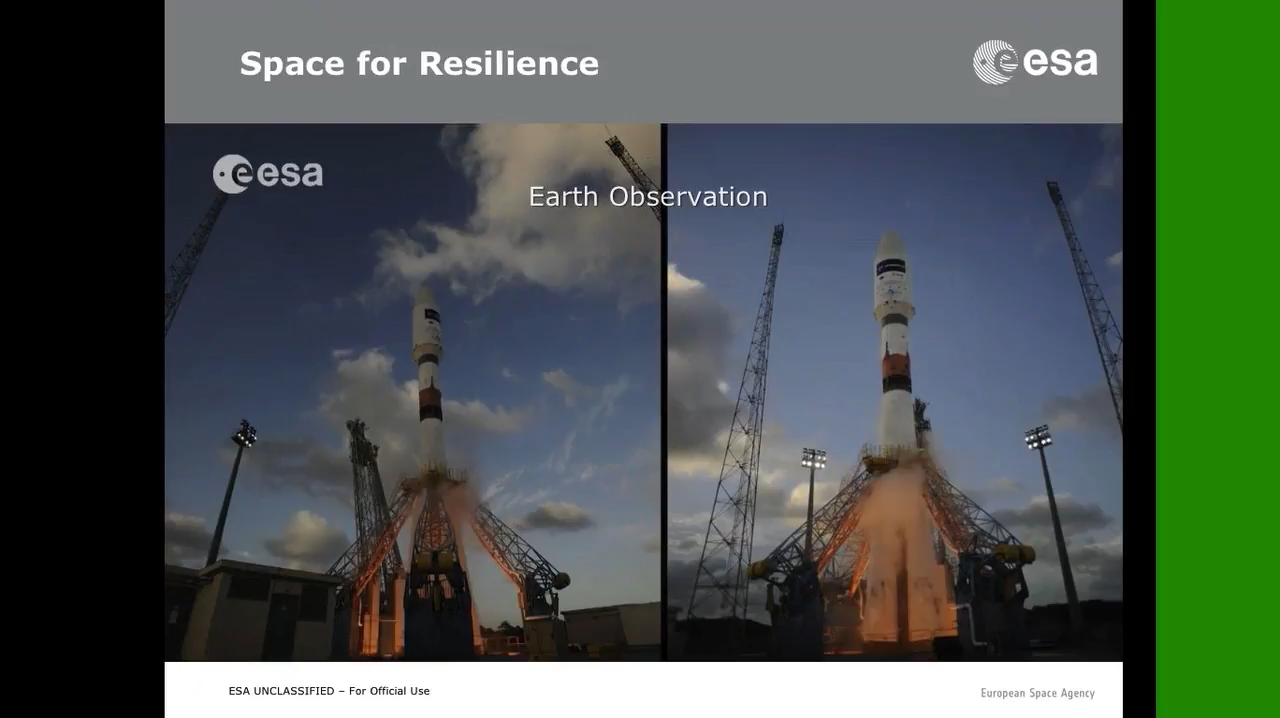 Space for Resilience
esa
esa
Earth Observation
ESA UNCLASSIFIED – For Official Use
European Space Agency